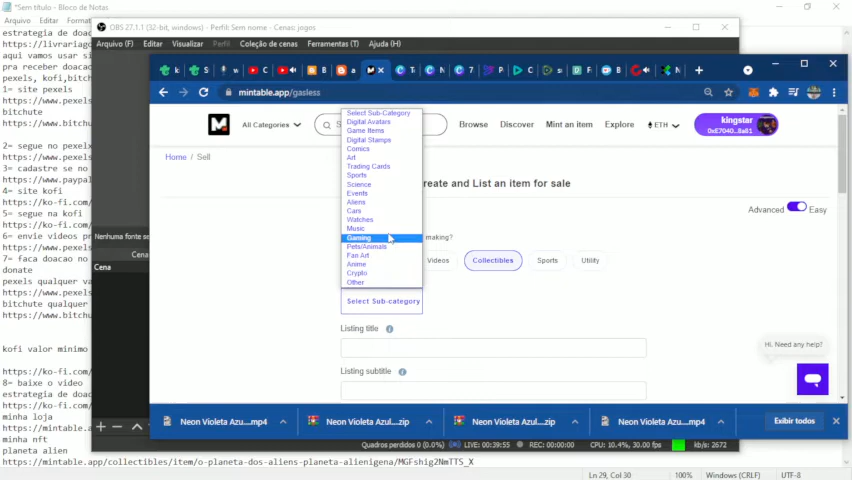 *Sem título - Bloco de Notas
Arquivo Editar Format
estrategia de doac
https://livrariago
aqui vamos usar si
pra receber doacao
pexels, kofi,bitchute
1= site pexels
https://www.pexels
bitchute
https://www.bitchu
2= segue no pexelx
3= cadastre se no
https://www.paypal
4= site kofi
https://ko-fi.com/
5= segue na kofi
https://ko-fi.com/
6= envie videos pr
https://www.pexels
7= faca doacao no
donate
pexels qualquer va
https://www.pexels
bitchute qualquer
https://www.bitchu
kofi valor minimo
https://ko-fi.com/
8= baixe o video
estrategia de doac
https://ko-fi.com/
minha loja
https://mintable.a
minha nft
planeta alien
https://mintable.app/collectibles/item/o-planeta-dos-aliens-planeta-alienigena/MGFshig2NmTTS_X
OBS 27.1.1 (32-bit, windows) - Perfil: Sem nome - Cenas: jogos
Arquivo (F) Editar Visualizar Perfil Coleção de cenas Ferramentas (T) Ajuda (H)
mintable.app/gasless
All Categories
Browse Discover Mint an item Explore ETH
kingstar
Home / Sell
reate and List an item for sale
Advanced Easy
making?
Videos Collectibles Sports Utility
Select Sub-Category
Digital Avatars
Game Items
Digital Stamps
Comics
Art
Trading Cards
Sports
Science
Events
Aliens
Cars
Watches
Music
Gaming
Pets/Animals
Fan Art
Anime
Crypto
Other
Select Sub-category
Listing title
Listing subtitle
Hi. Need any help?
Nenhuma fonte se
Cena
Cena
Neon Violeta Azu....mp4 Neon Violeta Azul....zip Neon Violeta Azul....zip Neon Violeta Azu....mp4 Exibir todos
Quadros perdidos 0 (0.0%) LIVE: 00:39:55 REC: 00:00:00 CPU: 10.4%, 30.00 fps kb/s: 2672
Ln 29, Col 30 100% Windows (CRLF) UTF-8